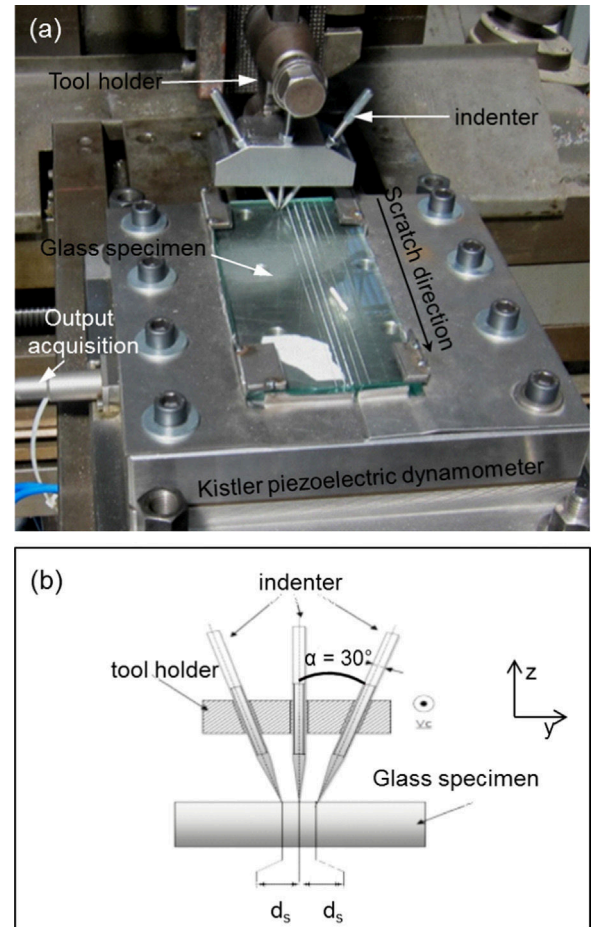 (a)
Tool holder
indenter
Scratch direction
Glass specimen
Output
acquisition
Kistler piezoelectric dynamometer
(b)
indenter
α = 30°
tool holder
z
Vc
y
Glass specimen
ds ds